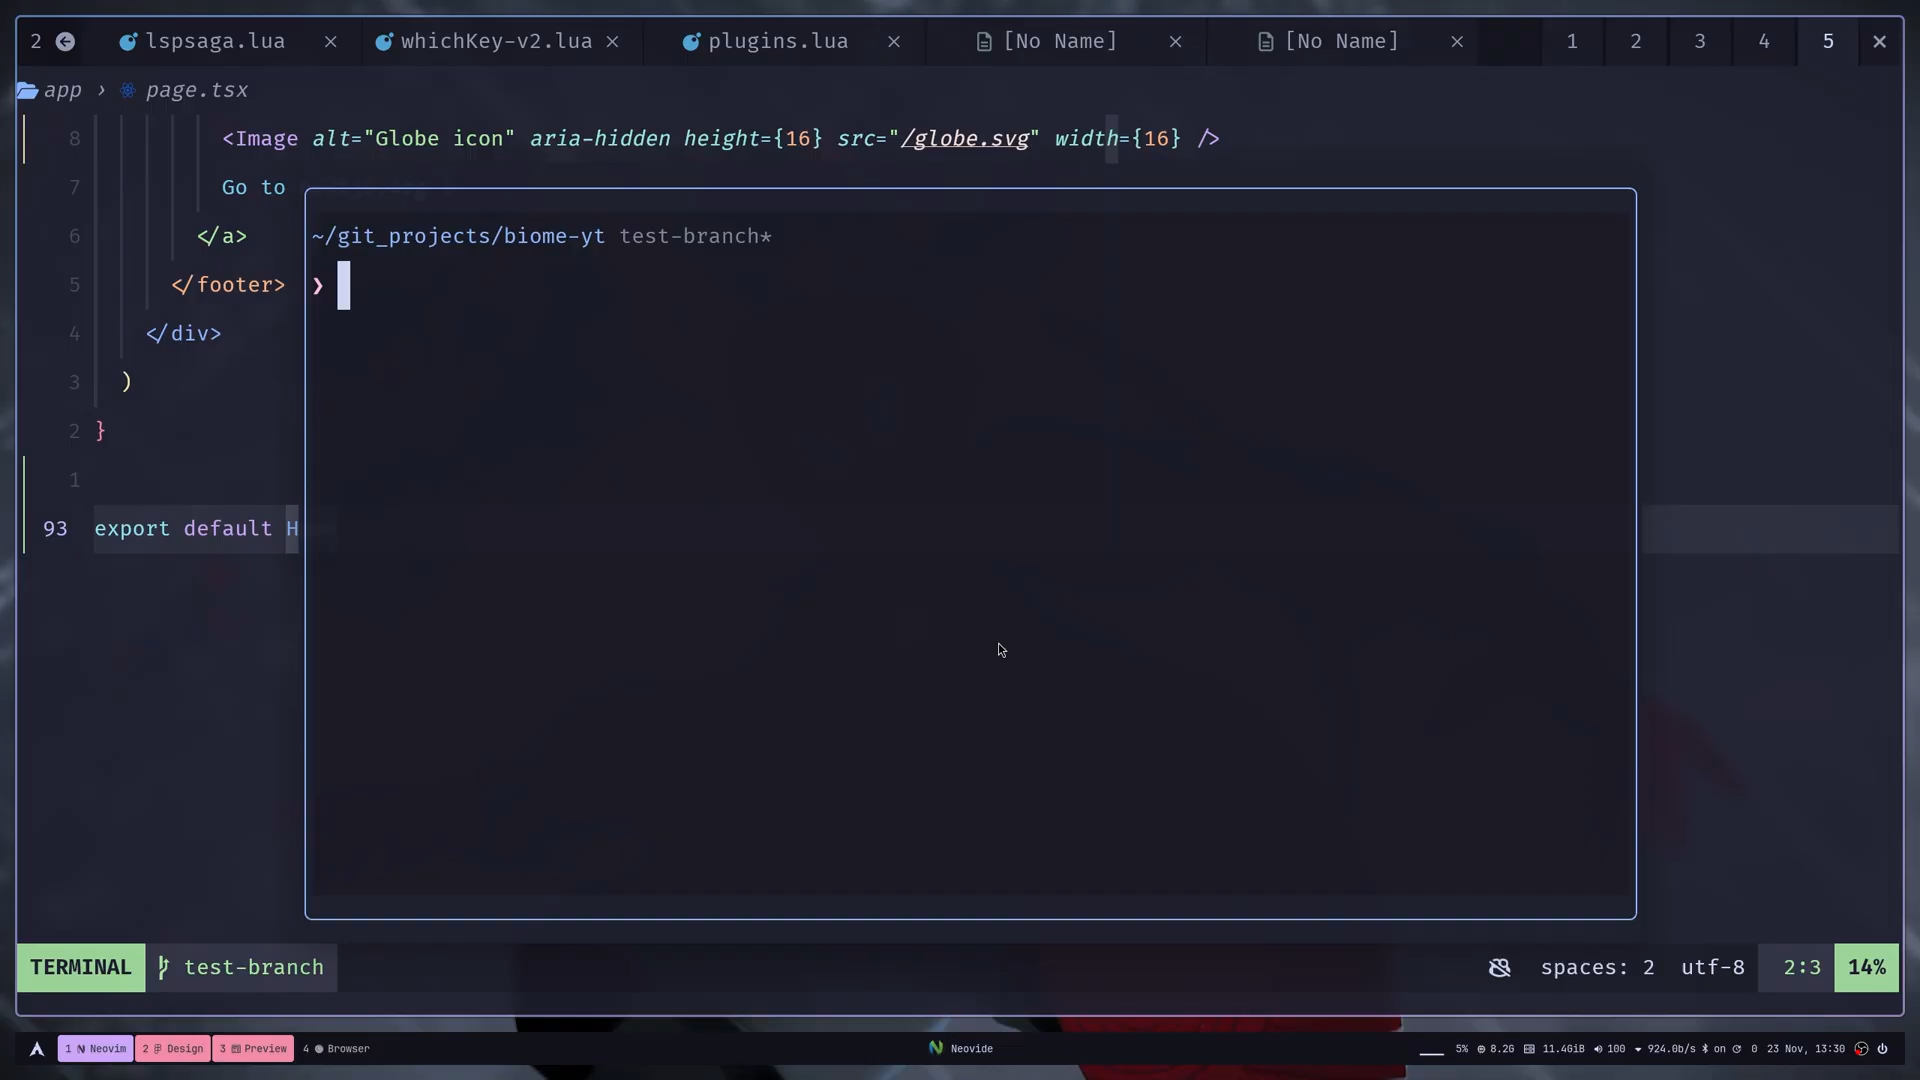 2 lspsaga.lua × whichKey-v2.lua × plugins.lua × [No Name] × [No Name] × 1 2 3 4 5 ×
app › page.tsx
8 <Image alt="Globe icon" aria-hidden height={16} src="/globe.svg" width={16} />
7 Go to
6 </a>
5 </footer>
4 </div>
3 )
2 }
1
93 export default H
~/git_projects/biome-yt test-branch*
❯
TERMINAL test-branch spaces: 2 utf-8 2:3 14%
1 Neovim 2 Design 3 Preview 4 Browser Neovide 5% 8.2G 11.4GiB 100 924.0b/s on 0 23 Nov, 13:30